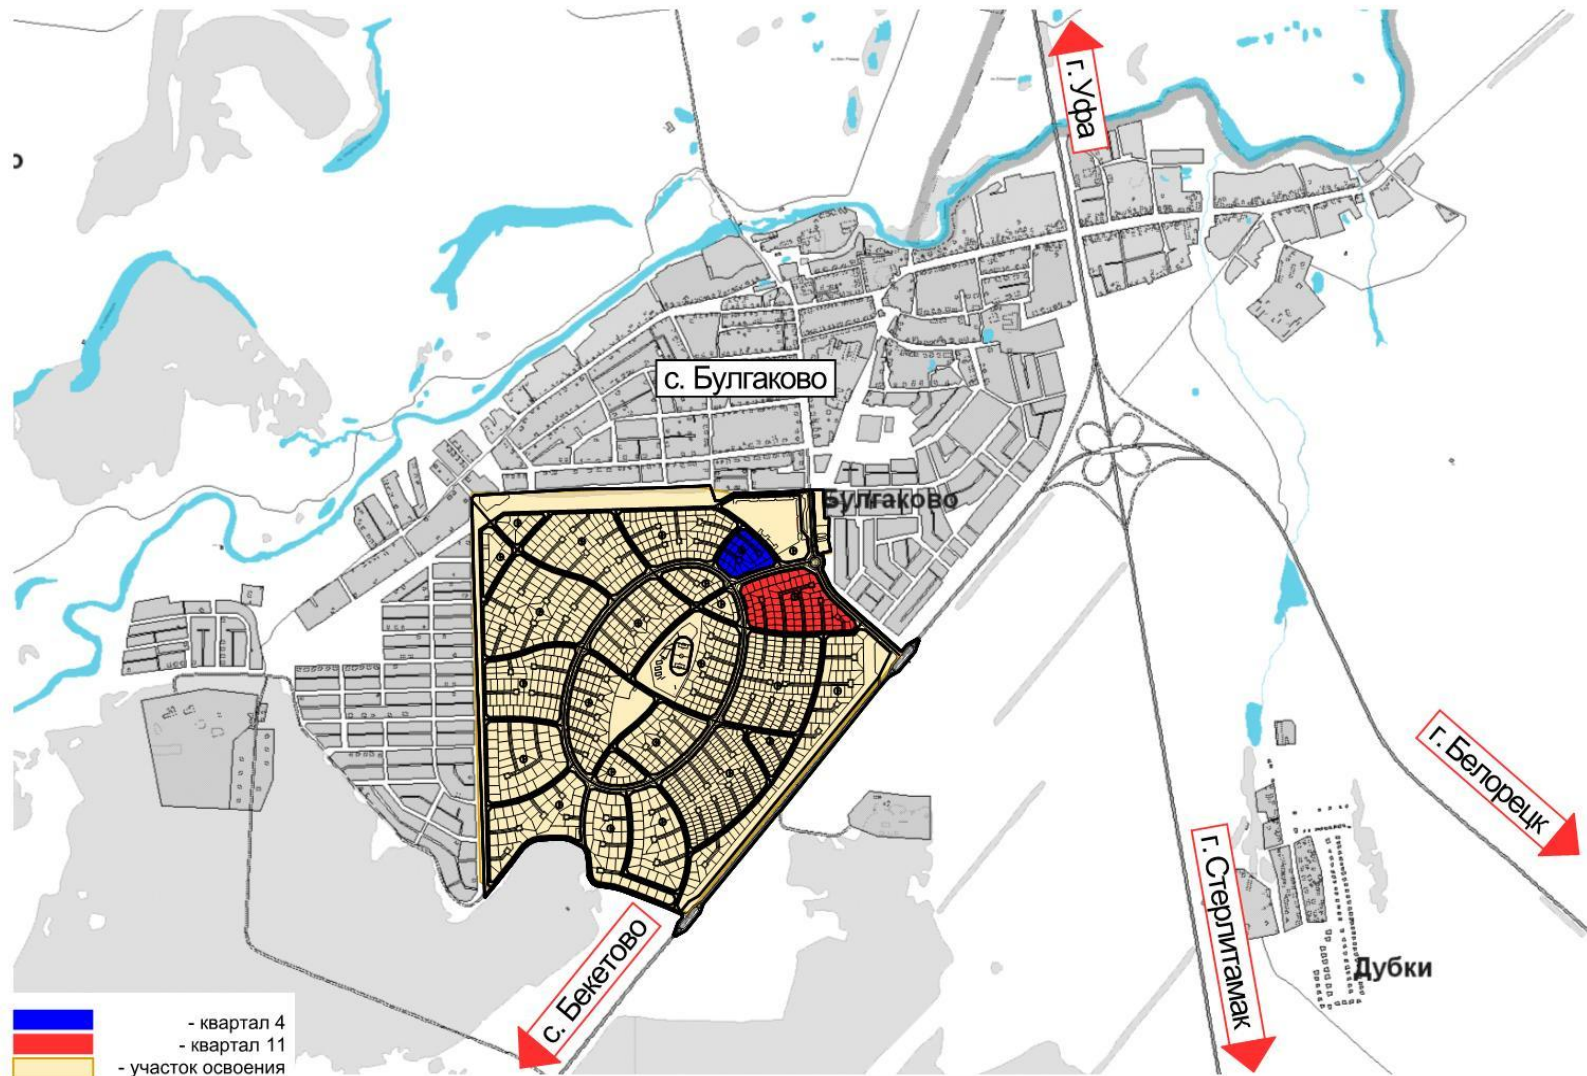 г. Уфа
о
с. Булгаково
Булгаково
г. Белорецк
г. Стерлитамак
Дубки
с. Бекетово
- квартал 4
- квартал 11
- участок освоения